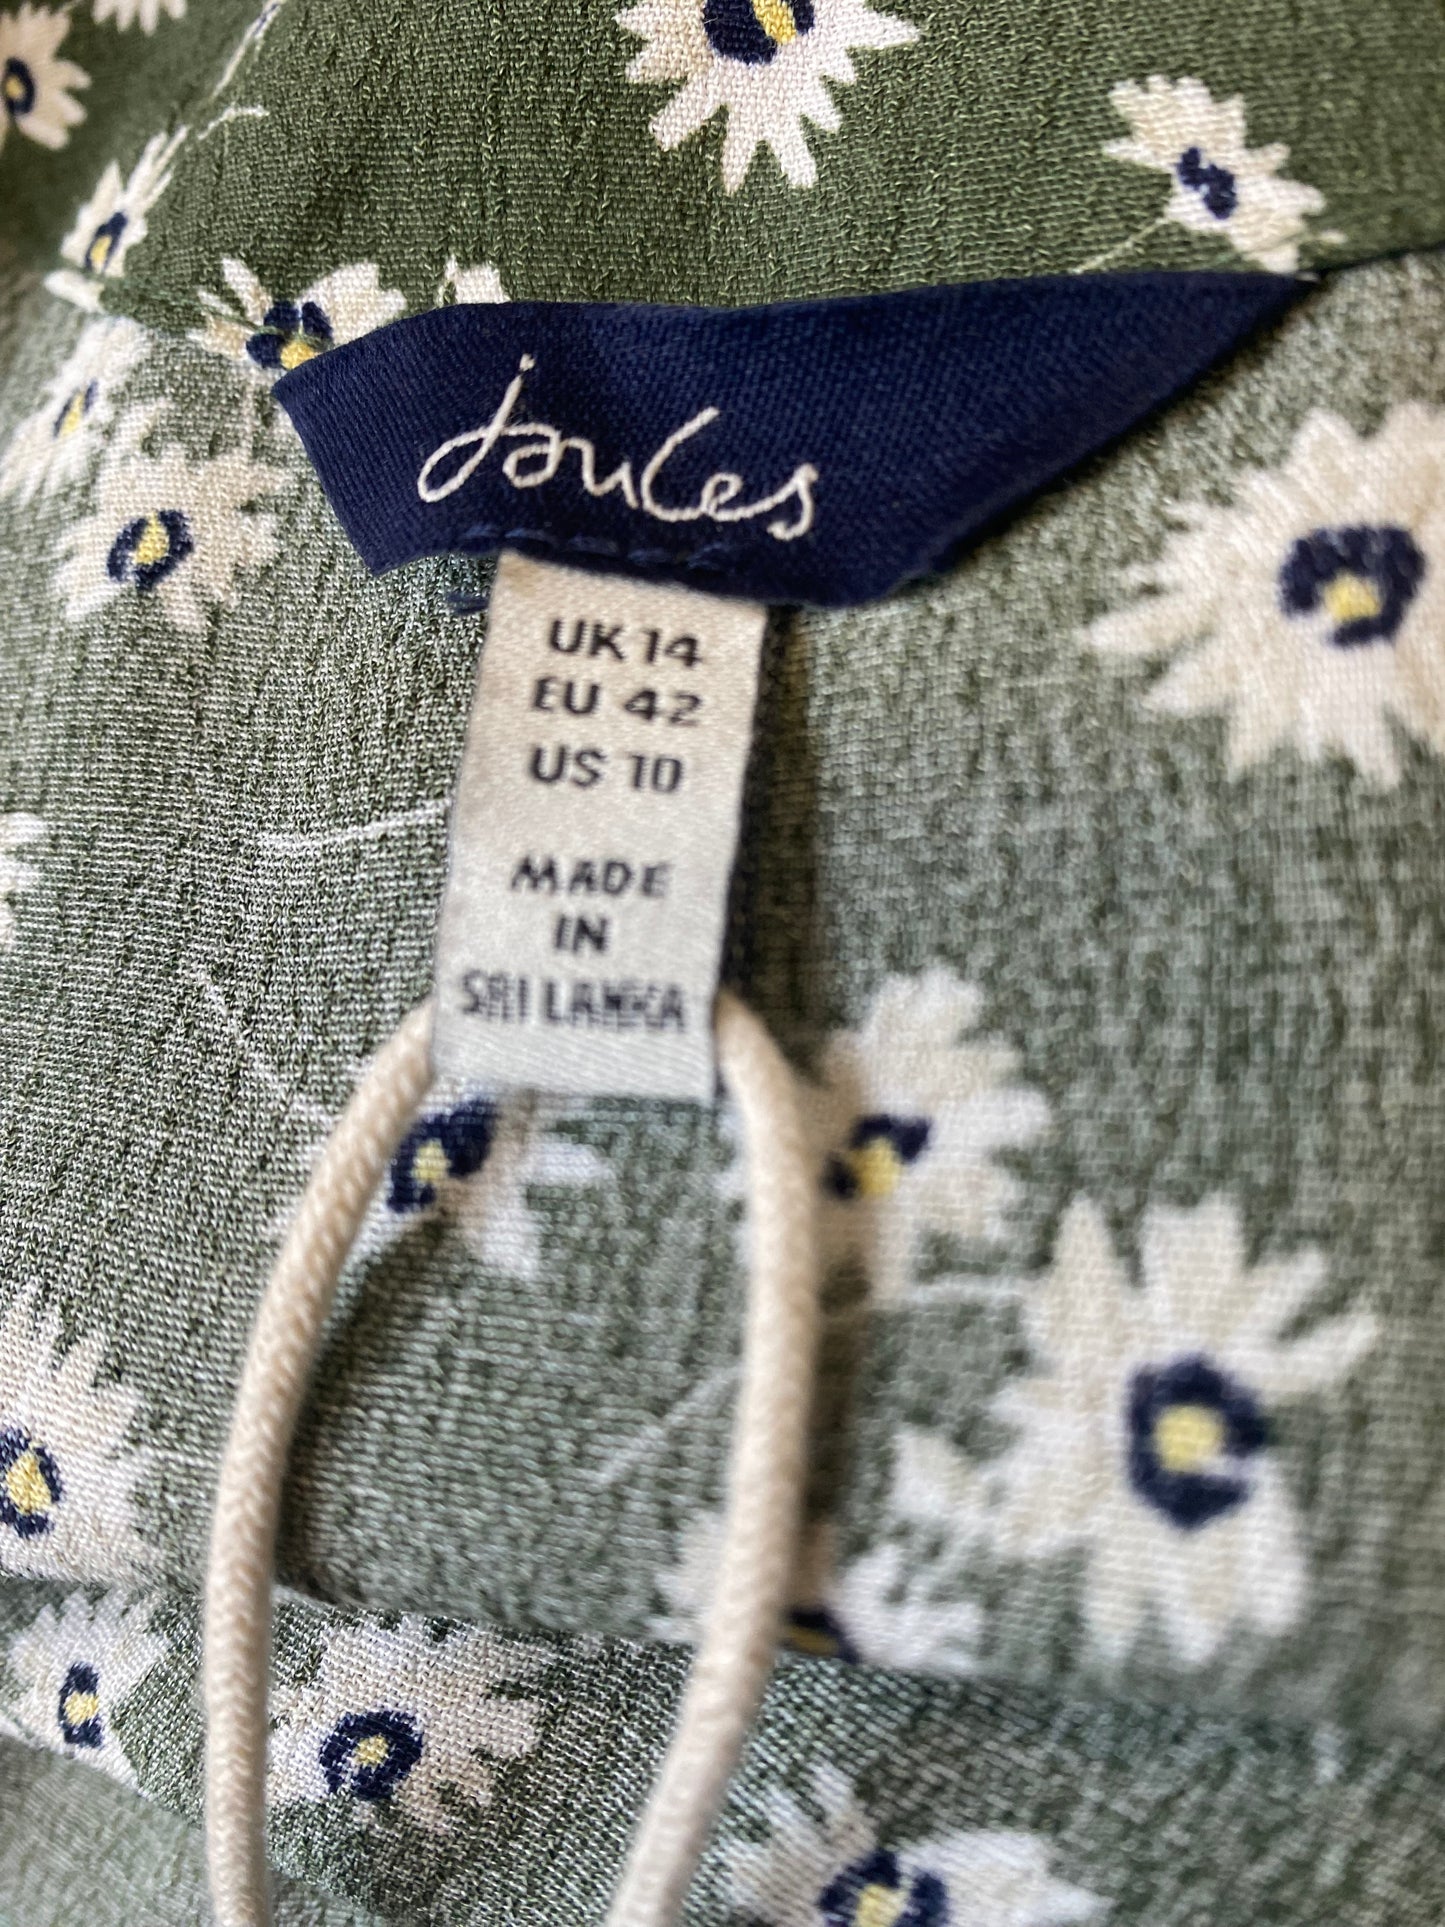 joules
UK 14
EU 42
US 10
MADE
IN
SRI LANKA